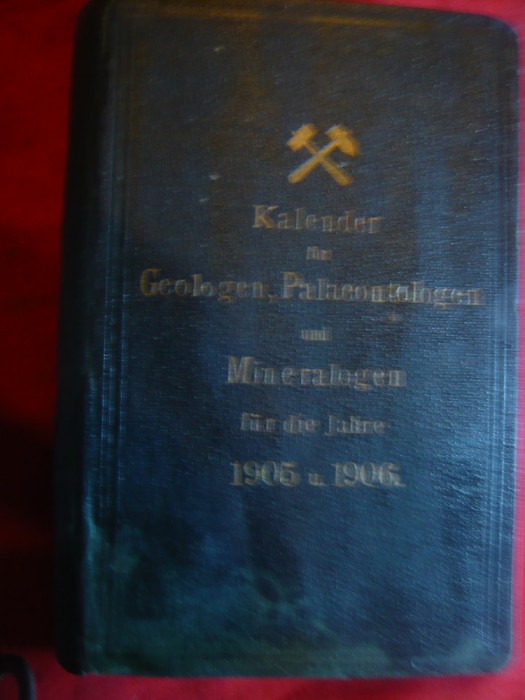 Kalender
für
Geologen, Palaeontologen
und
Mineralogen
für die Jahre
1905 u. 1906.